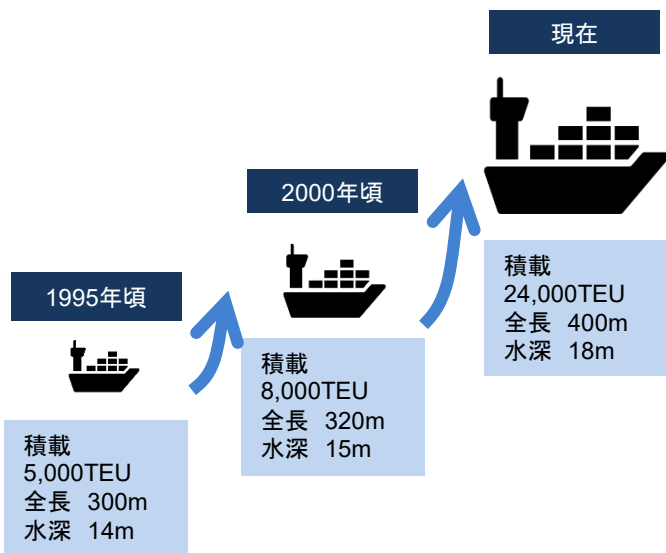 1995年頃
積載
5,000TEU
全長 300m
水深 14m
2000年頃
積載
8,000TEU
全長 320m
水深 15m
現在
積載
24,000TEU
全長 400m
水深 18m